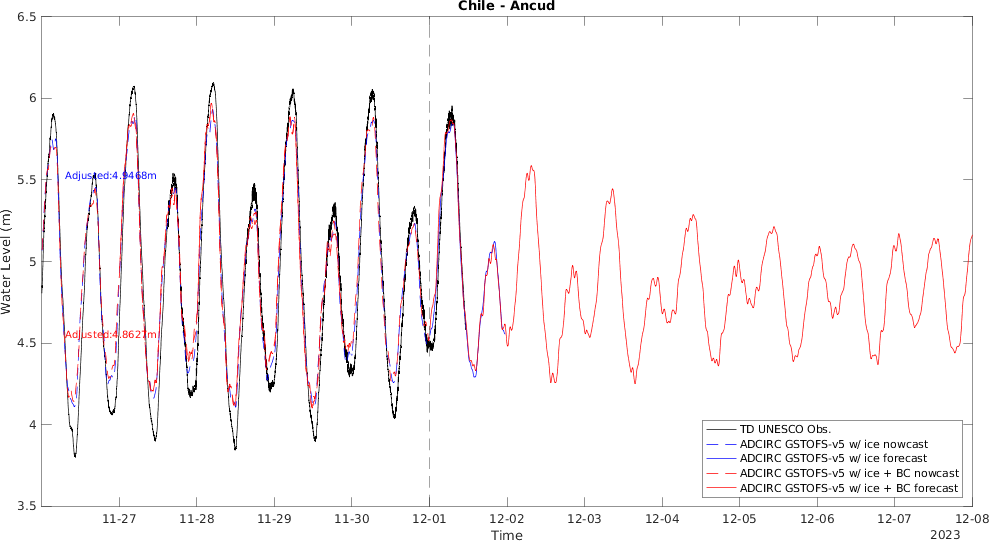 Chile - Ancud
6.5
6
5.5
5
4.5
4
3.5
Water Level (m)
Adjusted:4.9468m
Adjusted:4.8627m
TD UNESCO Obs.
ADCIRC GSTOFS-v5 w/ ice nowcast
ADCIRC GSTOFS-v5 w/ ice forecast
ADCIRC GSTOFS-v5 w/ ice + BC nowcast
ADCIRC GSTOFS-v5 w/ ice + BC forecast
11-27 11-28 11-29 11-30 12-01 12-02 12-03 12-04 12-05 12-06 12-07 12-08
Time
2023